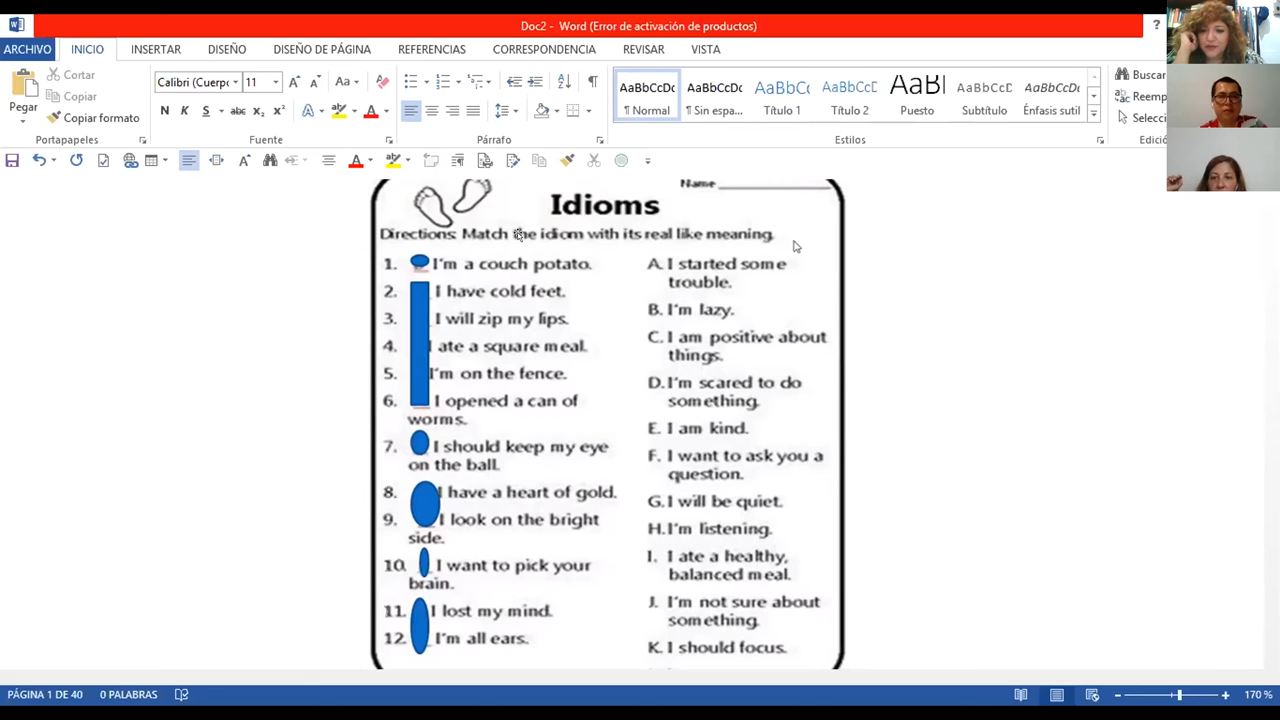 Doc2 - Word (Error de activación de productos)
?
ARCHIVO INICIO INSERTAR DISEÑO DISEÑO DE PÁGINA REFERENCIAS CORRESPONDENCIA REVISAR VISTA
Pegar
Cortar
Copiar
Copiar formato
Portapapeles
Calibri (Cuerp 11 A A Aa
N K S abc x₂ x² A A
Fuente
Párrafo
AaBbCcDc AaBbCcDc AaBbC AaBbCcD AaB AaBbCcD AaBbCcDc
¶ Normal ¶ Sin espa... Título 1 Título 2 Puesto Subtítulo Énfasis sutil
Estilos
Buscar
Reemp
Selecci
Edició
Name
Idioms
Directions: Match the idiom with its real like meaning.
1. I'm a couch potato.
2. I have cold feet.
3. I will zip my lips.
4. I ate a square meal.
5. I'm on the fence.
6. I opened a can of
worms.
7. I should keep my eye
on the ball.
8. I have a heart of gold.
9. I look on the bright
side.
10. I want to pick your
brain.
11. I lost my mind.
12. I'm all ears.
A. I started some
trouble.
B. I'm lazy.
C. I am positive about
things.
D. I'm scared to do
something.
E. I am kind.
F. I want to ask you a
question.
G. I will be quiet.
H. I'm listening.
I. I ate a healthy,
balanced meal.
J. I'm not sure about
something.
K. I should focus.
PÁGINA 1 DE 40 0 PALABRAS
170 %